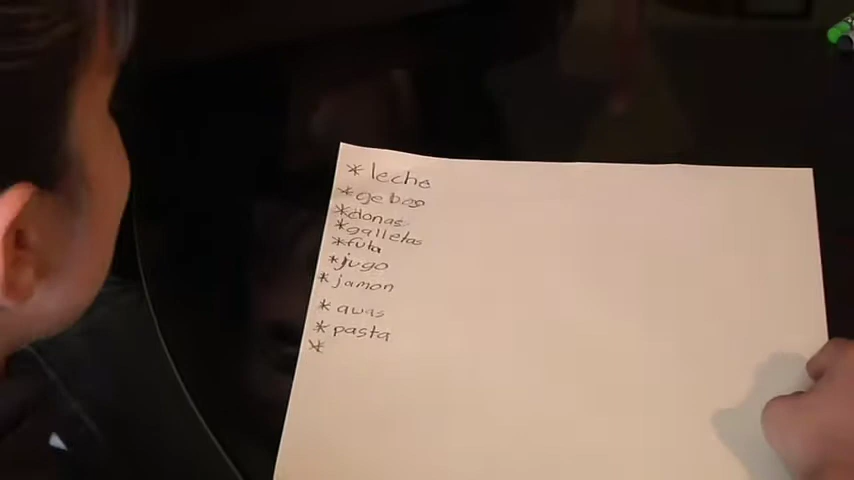 * leche
* gebos
* donas
* galletas
* futa
* jugo
* jamon
* awas
* pasta
*